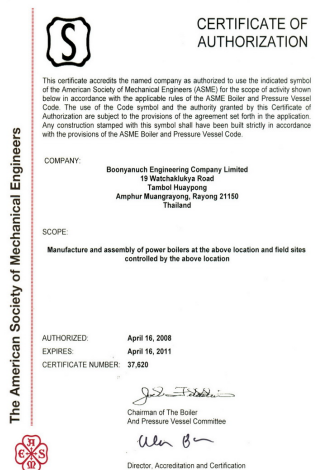 S
CERTIFICATE OF
AUTHORIZATION
This certificate accredits the named company as authorized to use the indicated symbol
of the American Society of Mechanical Engineers (ASME) for the scope of activity shown
below in accordance with the applicable rules of the ASME Boiler and Pressure Vessel
Code. The use of the Code symbol and the authority granted by this Certificate of
Authorization are subject to the provisions of the agreement set forth in the application.
Any construction stamped with this symbol shall have been built strictly in accordance
with the provisions of the ASME Boiler and Pressure Vessel Code.
COMPANY:
Boonyanuch Engineering Company Limited
19 Watchaklukya Road
Tambol Huaypong
Amphur Muangrayong, Rayong 21150
Thailand
SCOPE:
Manufacture and assembly of power boilers at the above location and field sites
controlled by the above location
AUTHORIZED: April 16, 2008
EXPIRES: April 16, 2011
CERTIFICATE NUMBER: 37,620
Chairman of The Boiler
And Pressure Vessel Committee
Director, Accreditation and Certification
The American Society of Mechanical Engineers